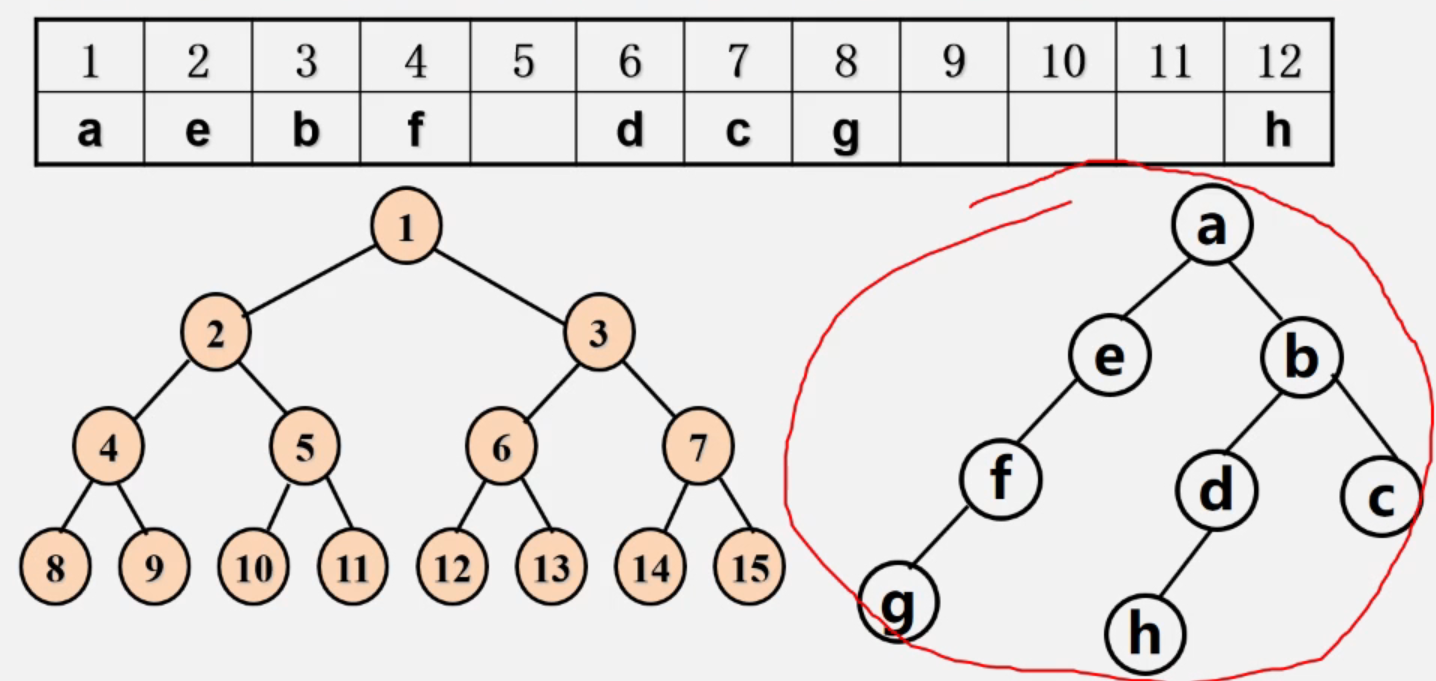 1 2 3 4 5 6 7 8 9 10 11 12
a e b f d c g h
1
2 3
4 5 6 7
8 9 10 11 12 13 14 15
a
e b
f d c
g h